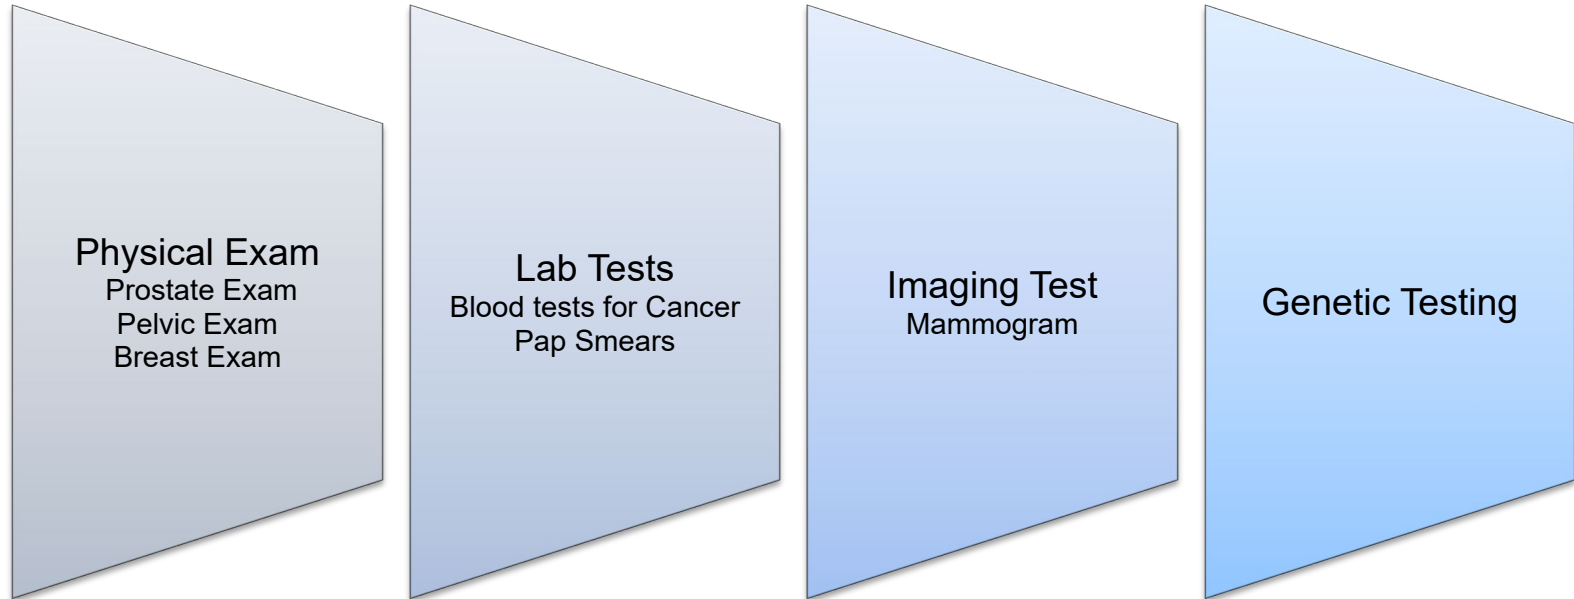 Physical Exam
Prostate Exam
Pelvic Exam
Breast Exam
Lab Tests
Blood tests for Cancer
Pap Smears
Imaging Test
Mammogram
Genetic Testing